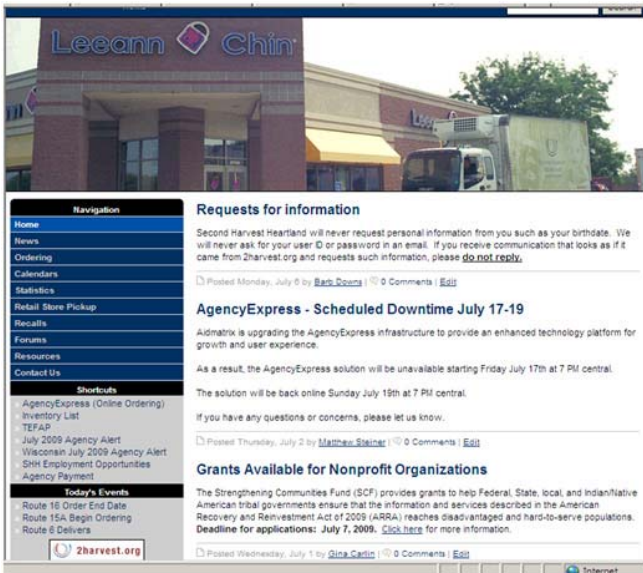 Leeann Chin
Leeann
Navigation
Home
News
Ordering
Calendars
Statistics
Retail Store Pickup
Recalls
Forums
Resources
Contact Us
Shortcuts
AgencyExpress (Online Ordering)
Inventory List
TEFAP
July 2009 Agency Alert
Wisconsin July 2009 Agency Alert
SHH Employment Opportunities
Agency Payment
Today's Events
Route 16 Order End Date
Route 15A Begin Ordering
Route 6 Delivers
2harvest.org
Requests for information
Second Harvest Heartland will never request personal information from you such as your birthdate. We
will never ask for your user ID or password in an email. If you receive communication that looks as if it
came from 2harvest.org and requests such information, please do not reply.
Posted Monday, July 6 by Barb Downs | 0 Comments | Edit
AgencyExpress - Scheduled Downtime July 17-19
Aidmatrix is upgrading the AgencyExpress infrastructure to provide an enhanced technology platform for
growth and user experience.
As a result, the AgencyExpress solution will be unavailable starting Friday July 17th at 7 PM central.
The solution will be back online Sunday July 19th at 7 PM central.
If you have any questions or concerns, please let us know.
Posted Thursday, July 2 by Matthew Steiner | 0 Comments | Edit
Grants Available for Nonprofit Organizations
The Strengthening Communities Fund (SCF) provides grants to help Federal, State, local, and Indian/Native
American tribal governments ensure that the information and services described in the American
Recovery and Reinvestment Act of 2009 (ARRA) reaches disadvantaged and hard-to-serve populations.
Deadline for applications: July 7, 2009. Click here for more information.
Posted Wednesday, July 1 by Gina Carlin | 0 Comments | Edit
Internet